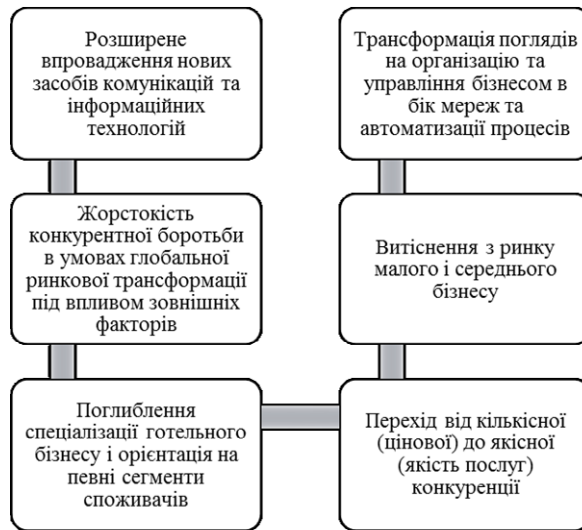 Розширене
впровадження нових
засобів комунікацій та
інформаційних
технологій
Жорстокість
конкурентної боротьби
в умовах глобальної
ринкової трансформації
під впливом зовнішніх
факторів
Поглиблення
спеціалізації готельного
бізнесу і орієнтація на
певні сегменти
споживачів
Перехід від кількісної
(цінової) до якісної
(якість послуг)
конкуренції
Витіснення з ринку
малого і середнього
бізнесу
Трансформація поглядів
на організацію та
управління бізнесом в
бік мереж та
автоматизації процесів